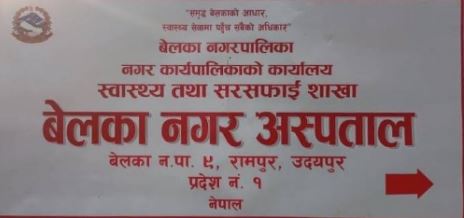 "समृद्ध बेलकाको आधार,
स्वास्थ्य सेवामा पहुँच सबैको अधिकार"
बेलका नगरपालिका
नगर कार्यपालिकाको कार्यालय
स्वास्थ्य तथा सरसफाई शाखा
बेलका नगर अस्पताल
बेलका न.पा. ९, रामपुर, उदयपुर
प्रदेश नं. १
नेपाल